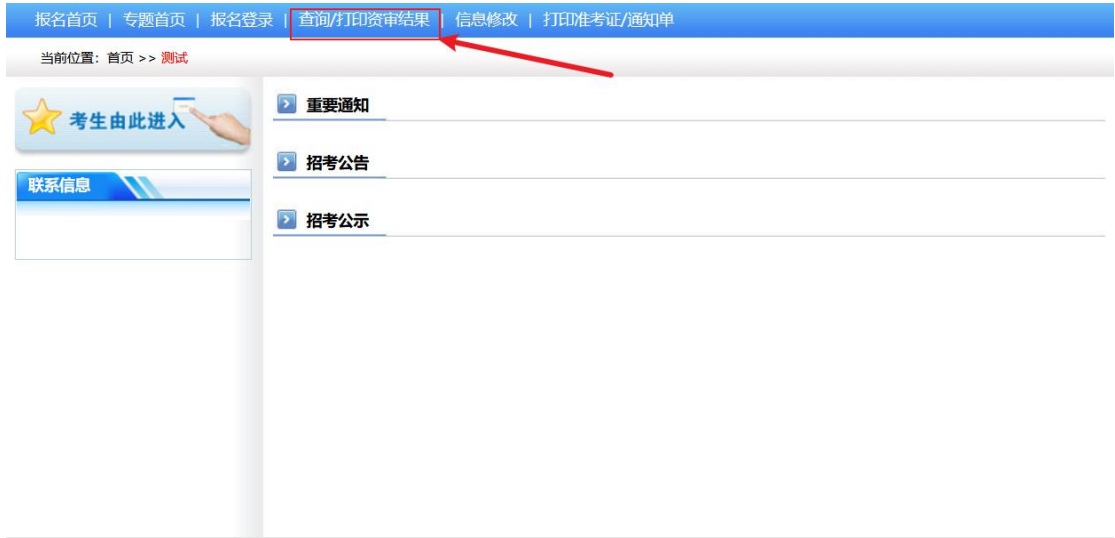 报名首页 | 专题首页 | 报名登录 | 查询/打印资审结果 | 信息修改 | 打印准考证/通知单
当前位置：首页 >> 测试
考生由此进入
联系信息
重要通知
招考公告
招考公示